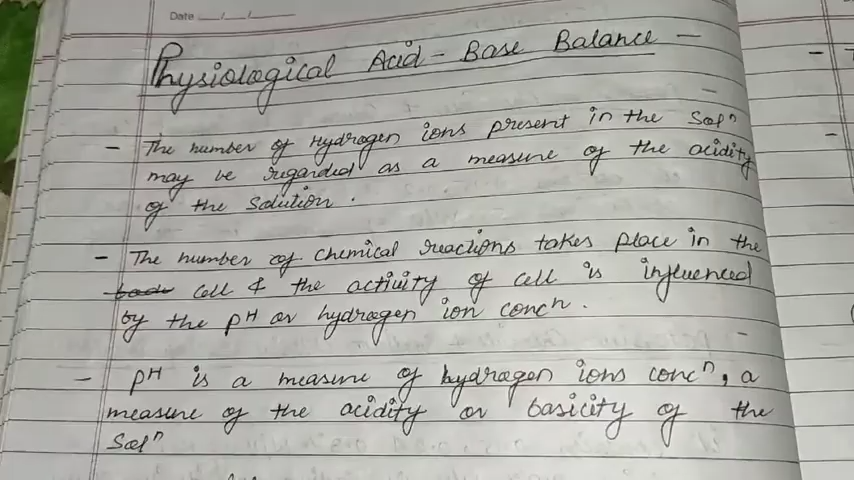 Date __/__/__
Physiological Acid - Base Balance -
- The number of Hydrogen ions present in the Solⁿ
may be regarded as a measure of the acidity
of the solution.
- The number of chemical reactions takes place in the
cell & the activity of cell is influenced
by the pH or hydrogen ion concⁿ.
- pH is a measure of hydrogen ions concⁿ, a
measure of the acidity or basicity of the
Solⁿ